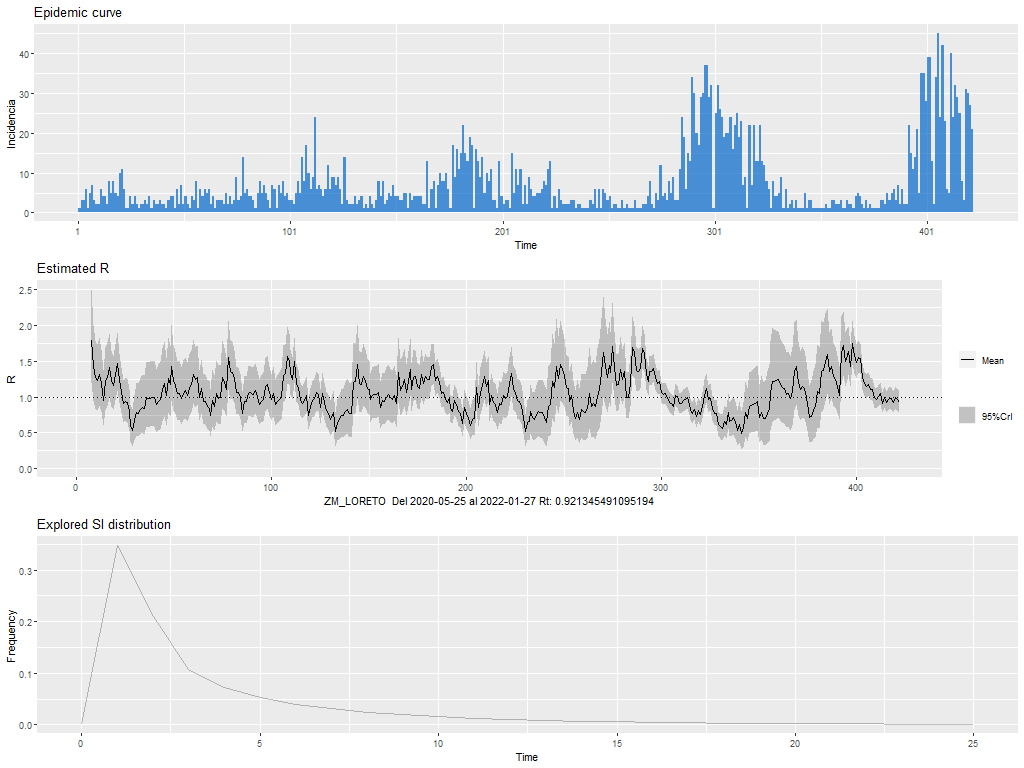 Epidemic curve
40
30
20
10
0
Incidencia
1
101
201
301
401
Time
Estimated R
2.5
2.0
1.5
1.0
0.5
0.0
R
Mean
95%CrI
0
100
200
300
400
ZM_LORETO Del 2020-05-25 al 2022-01-27 Rt: 0.921345491095194
Explored SI distribution
0.3
0.2
0.1
0.0
Frequency
0
5
10
15
20
25
Time